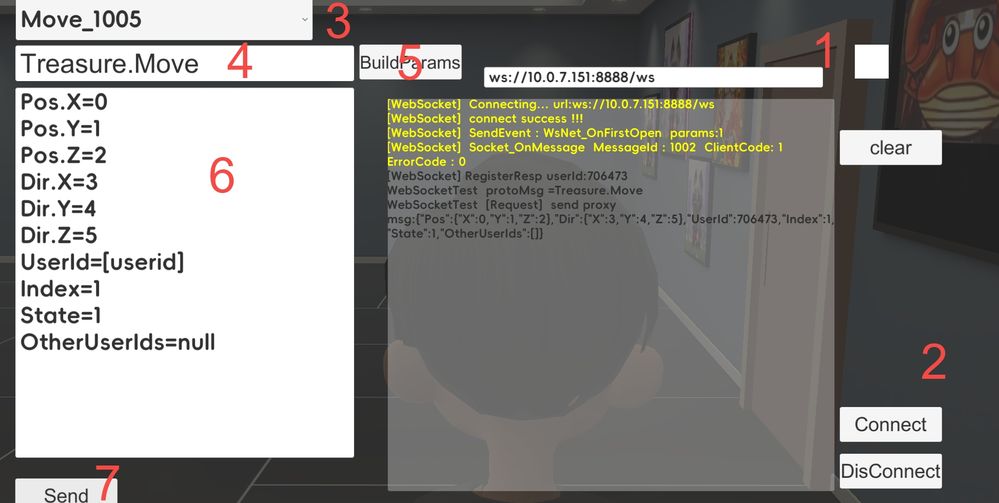 Move_1005
3
Treasure.Move
4
BuildParams
5
1
ws://10.0.7.151:8888/ws
Pos.X=0
Pos.Y=1
Pos.Z=2
Dir.X=3
Dir.Y=4
Dir.Z=5
UserId=[userid]
Index=1
State=1
OtherUserIds=null
6
[WebSocket]  Connecting... url:ws://10.0.7.151:8888/ws
[WebSocket]  connect success !!!
[WebSocket]  SendEvent : WsNet_OnFirstOpen  params:1
[WebSocket]  Socket_OnMessage  MessageId : 1002  ClientCode: 1
ErrorCode : 0
[WebSocket] RegisterResp userId:706473
WebSocketTest  protoMsg =Treasure.Move
WebSocketTest  [Request]  send proxy
msg:{"Pos":{"X":0,"Y":1,"Z":2},"Dir":{"X":3,"Y":4,"Z":5},"UserId":706473,"Index":1,
"State":1,"OtherUserIds":[]}
clear
2
Connect
DisConnect
7
Send